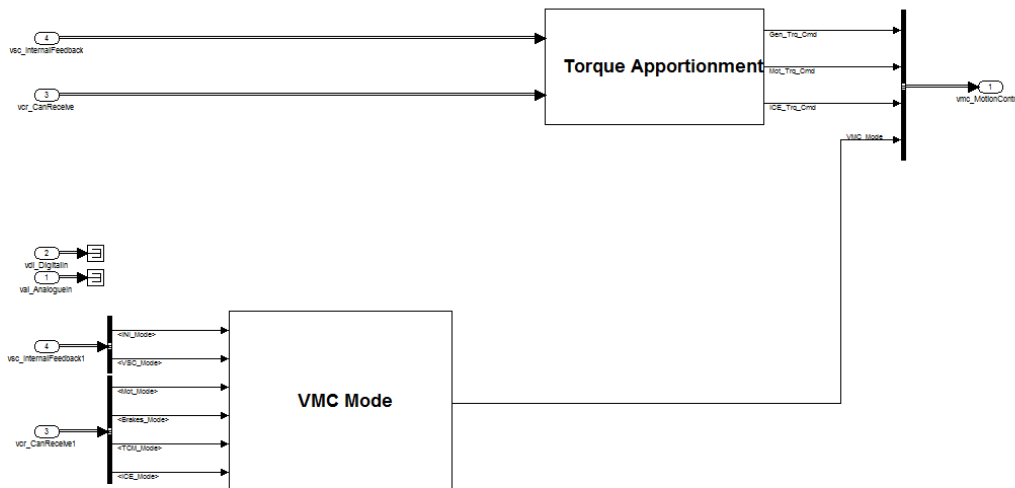 4
vsc_InternalFeedback
3
vcr_CanReceive
Torque Apportionment
Gen_Trq_Cmd
Mot_Trq_Cmd
ICE_Trq_Cmd
VMC_Mode
1
vmc_MotionContr
2
vdi_DigitalIn
1
vai_AnalogueIn
4
vsc_InternalFeedback1
3
vcr_CanReceive1
<INI_Mode>
<VSC_Mode>
<Mot_Mode>
<Brakes_Mode>
<TCM_Mode>
<ICE_Mode>
VMC Mode